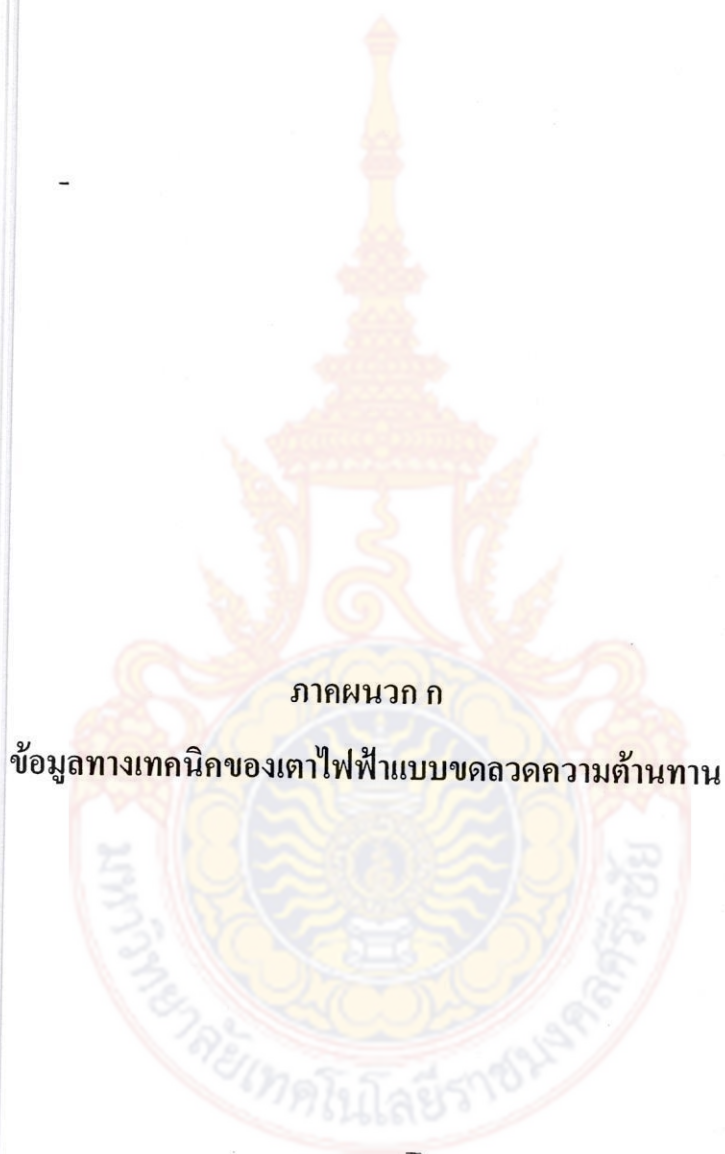 ภาคผนวก ก
ข้อมูลทางเทคนิคของเตาไฟฟ้าแบบขดลวดความต้านทาน
มหาวิทยาลัยเทคโนโลยีราชมงคลศรีวิชัย